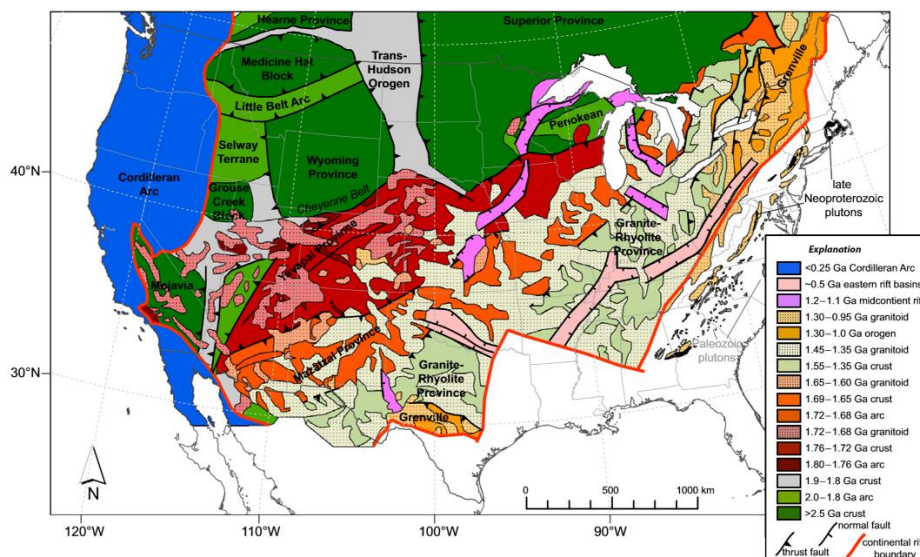 Hearne Province
Superior Province
Medicine Hat
Block
Trans-
Hudson
Orogen
Grenville
Little Belt Arc
Penokean
Selway
Terrane
Wyoming
Province
40°N
Cordilleran
Arc
Grouse
Creek
Block
Cheyenne Belt
late
Neoproterozoic
plutons
Granite-
Rhyolite
Province
Yavapai Province
Mojavia
Mazatzal Province
Paleozoic
plutons
30°N
Granite-
Rhyolite
Province
Grenville
N
0 500 1000 km
120°W
110°W
100°W
90°W
Explanation
<0.25 Ga Cordilleran Arc
~0.5 Ga eastern rift basins
1.2–1.1 Ga midcontinent rift
1.30–0.95 Ga granitoid
1.30–1.0 Ga orogen
1.45–1.35 Ga granitoid
1.55–1.35 Ga crust
1.65–1.60 Ga granitoid
1.69–1.65 Ga crust
1.72–1.68 Ga arc
1.72–1.68 Ga granitoid
1.76–1.72 Ga crust
1.80–1.76 Ga arc
1.9–1.8 Ga crust
2.0–1.8 Ga arc
>2.5 Ga crust
normal fault
thrust fault
continental ri
boundary